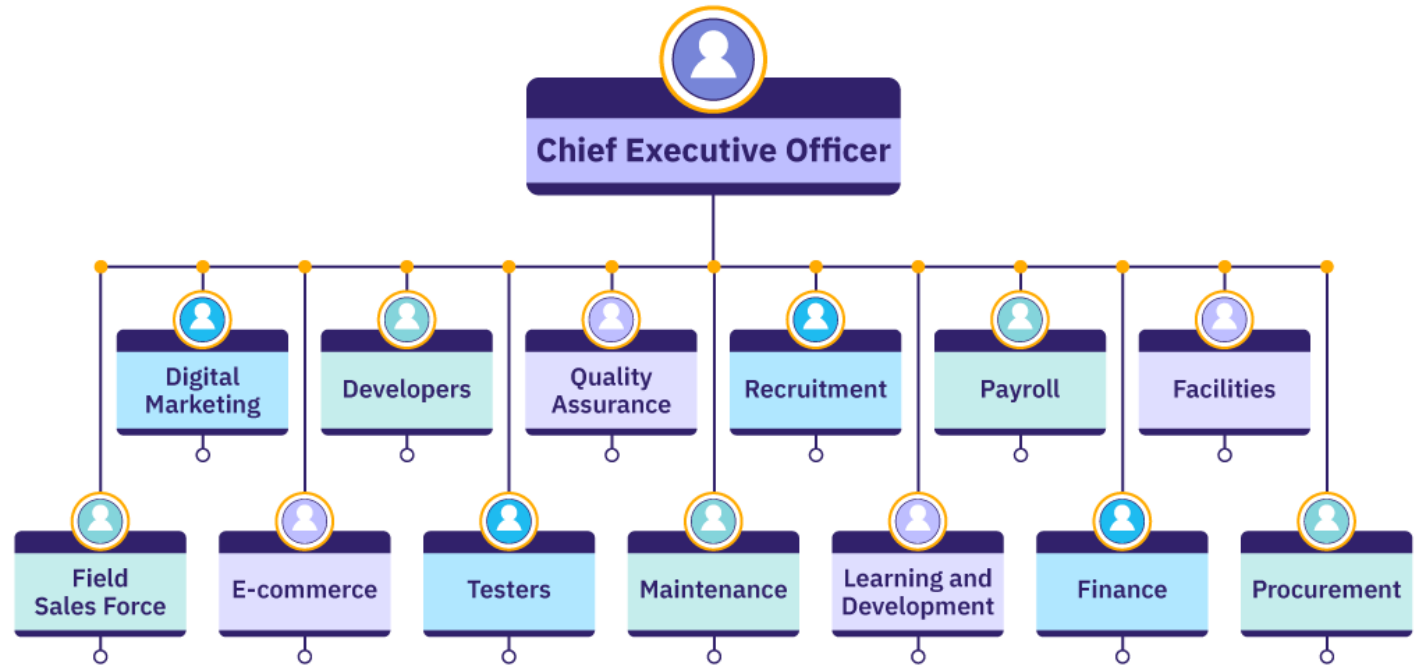 Chief Executive Officer
Digital
Marketing
Developers
Quality
Assurance
Recruitment
Payroll
Facilities
Field
Sales Force
E-commerce
Testers
Maintenance
Learning and
Development
Finance
Procurement